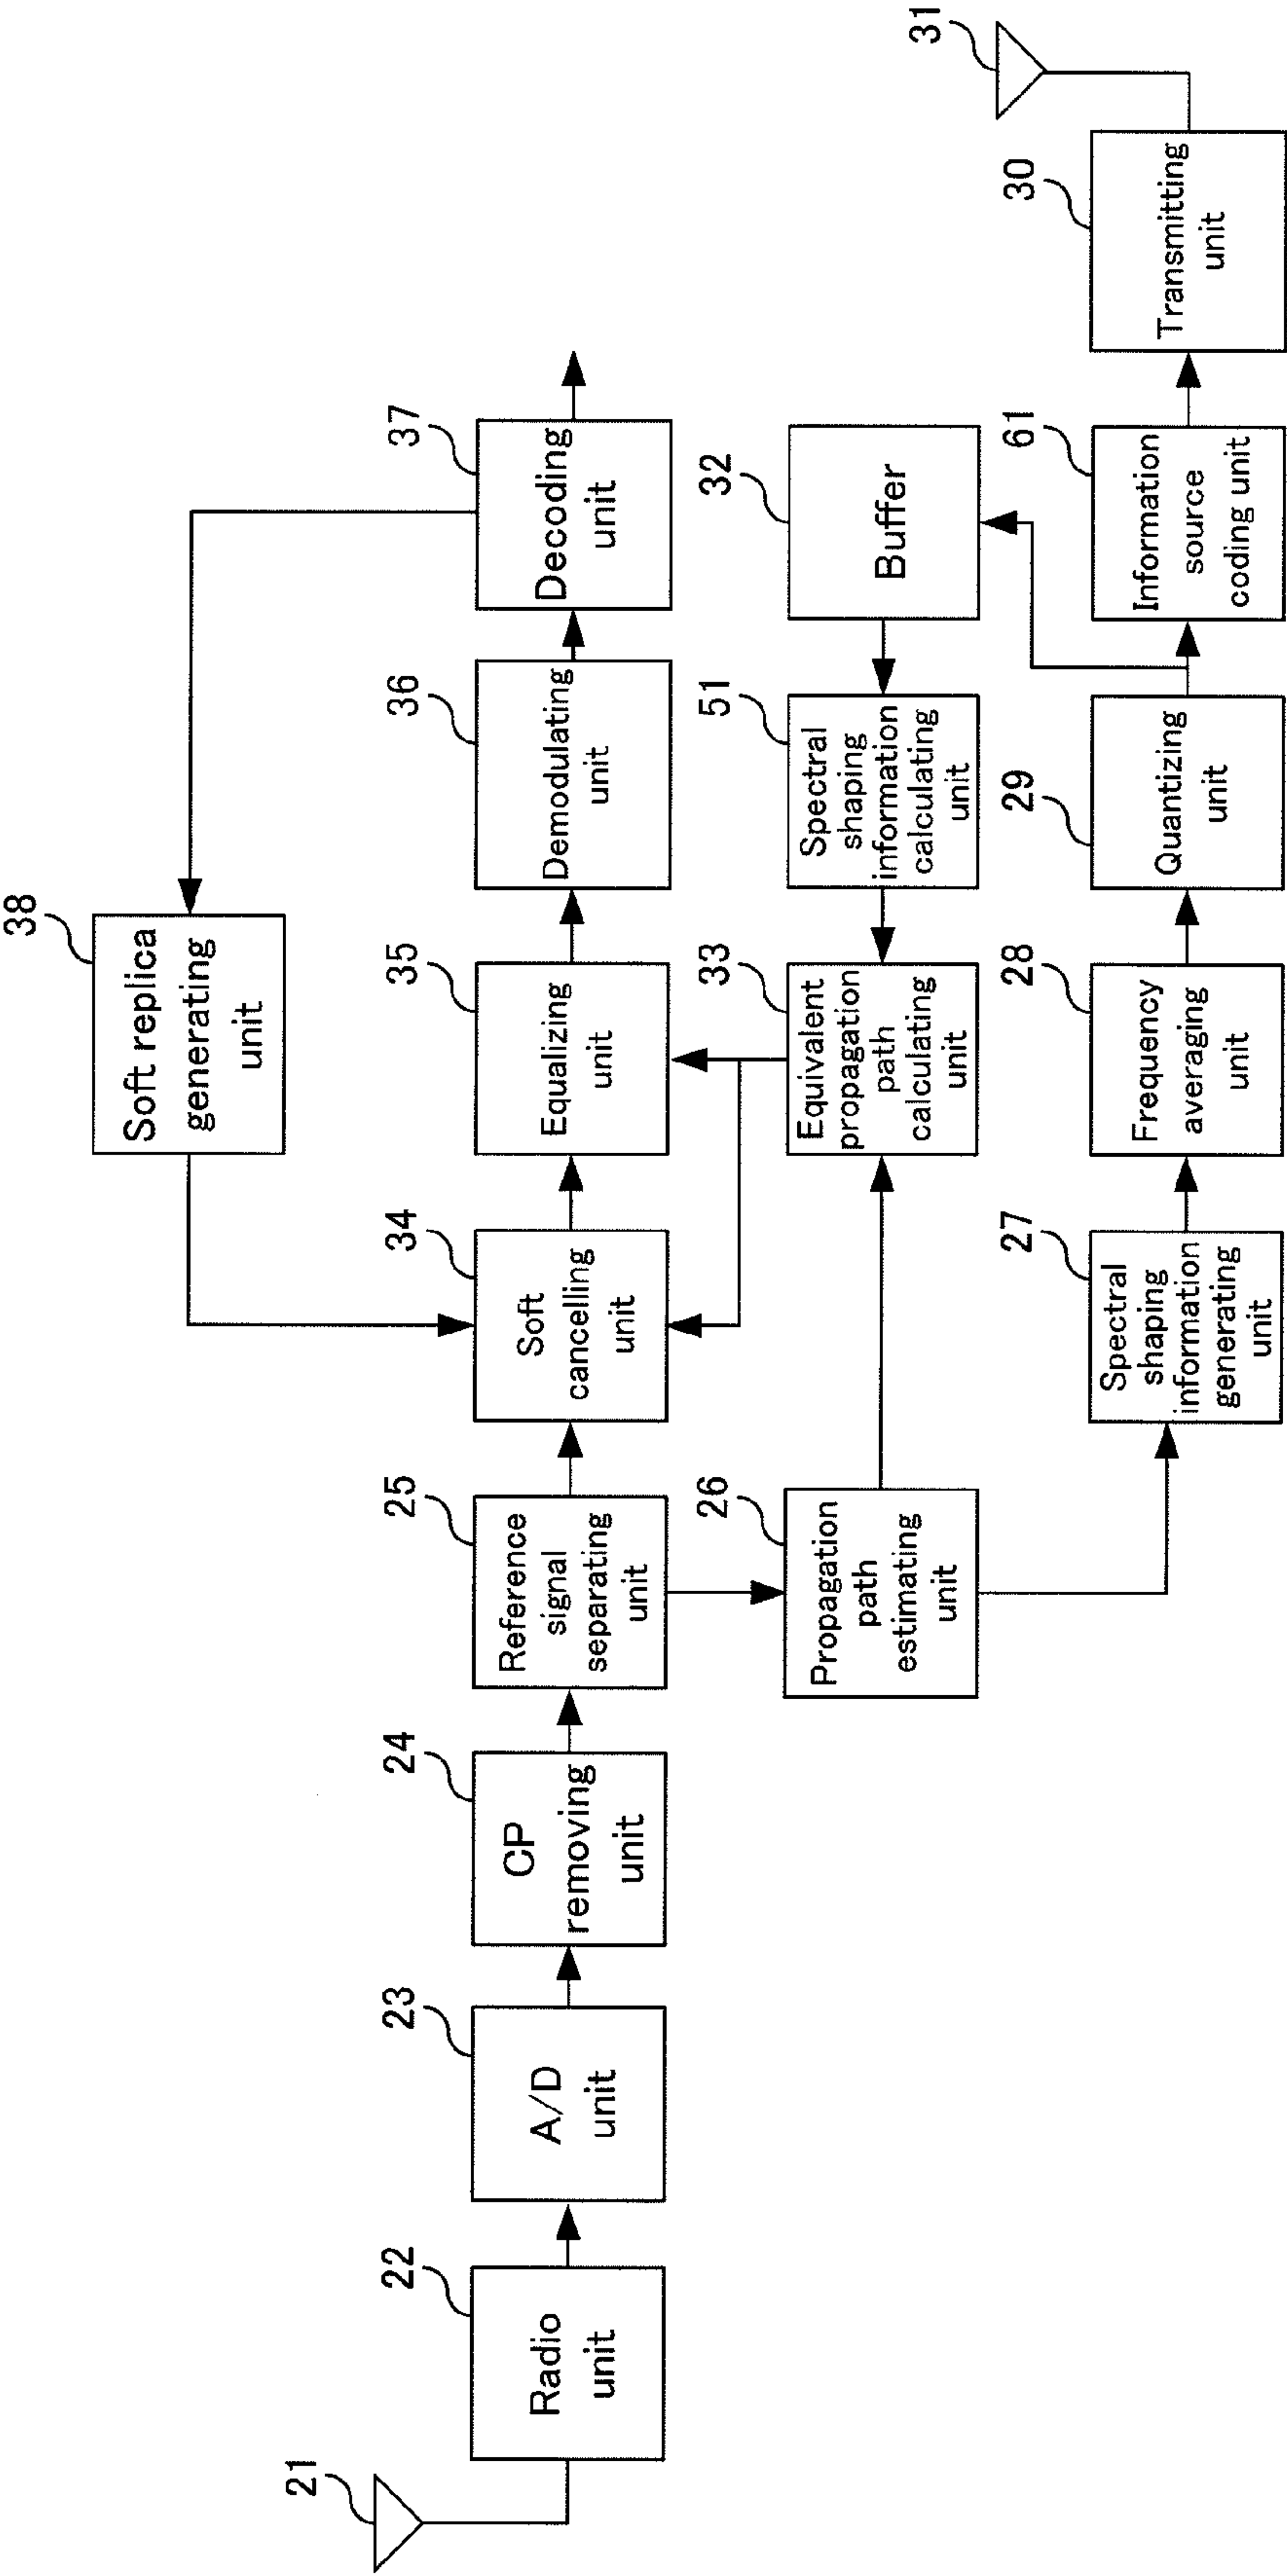 38
Soft replica
generating
unit
21
22
Radio
unit
23
A/D
unit
24
CP
removing
unit
25
Reference
signal
separating
unit
34
Soft
cancelling
unit
35
Equalizing
unit
36
Demodulating
unit
37
Decoding
unit
26
Propagation
path
estimating
unit
33
Equivalent
propagation
path
calculating
unit
51
Spectral
shaping
information
calculating
unit
32
Buffer
27
Spectral
shaping
information
generating
unit
28
Frequency
averaging
unit
29
Quantizing
unit
61
Information
source
coding unit
30
Transmitting
unit
31